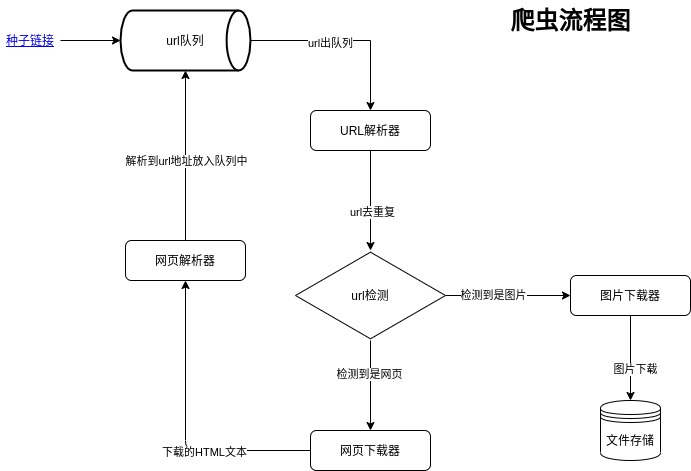 爬虫流程图
种子链接
url队列
url出队列
URL解析器
解析到url地址放入队列中
url去重复
网页解析器
url检测
检测到是图片
图片下载器
检测到是网页
图片下载
文件存储
下载的HTML文本
网页下载器